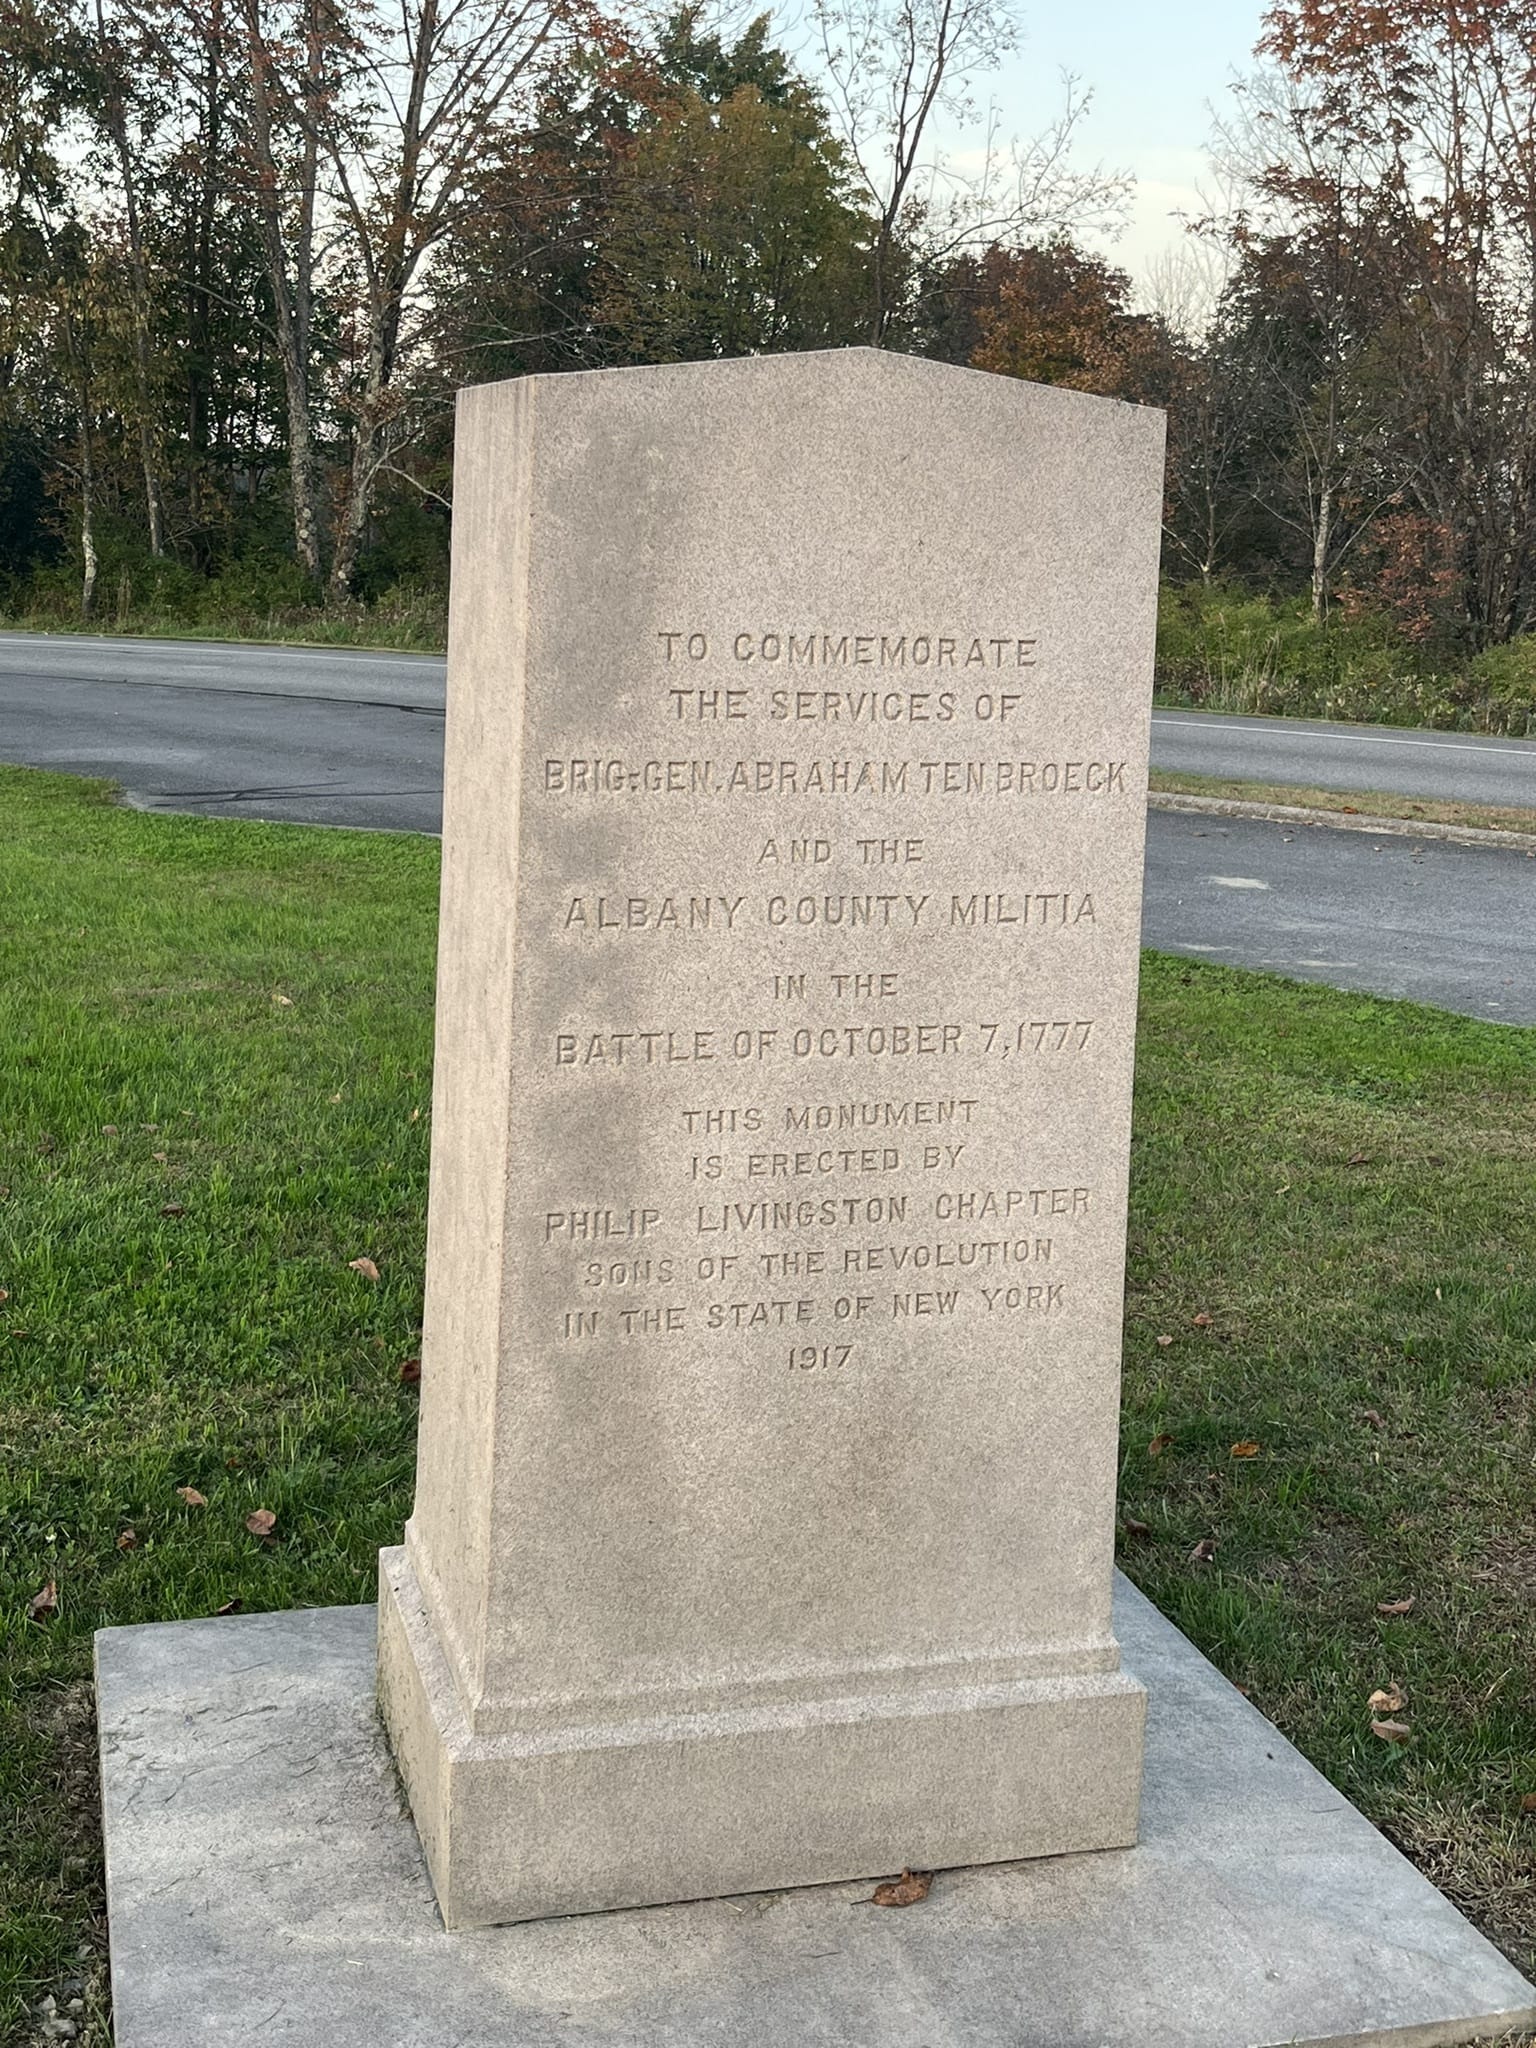 TO COMMEMORATE
THE SERVICES OF
BRIG:GEN. ABRAHAM TEN BROECK
AND THE
ALBANY COUNTY MILITIA
IN THE
BATTLE OF OCTOBER 7, 1777
THIS MONUMENT
IS ERECTED BY
PHILIP LIVINGSTON CHAPTER
SONS OF THE REVOLUTION
IN THE STATE OF NEW YORK
1917